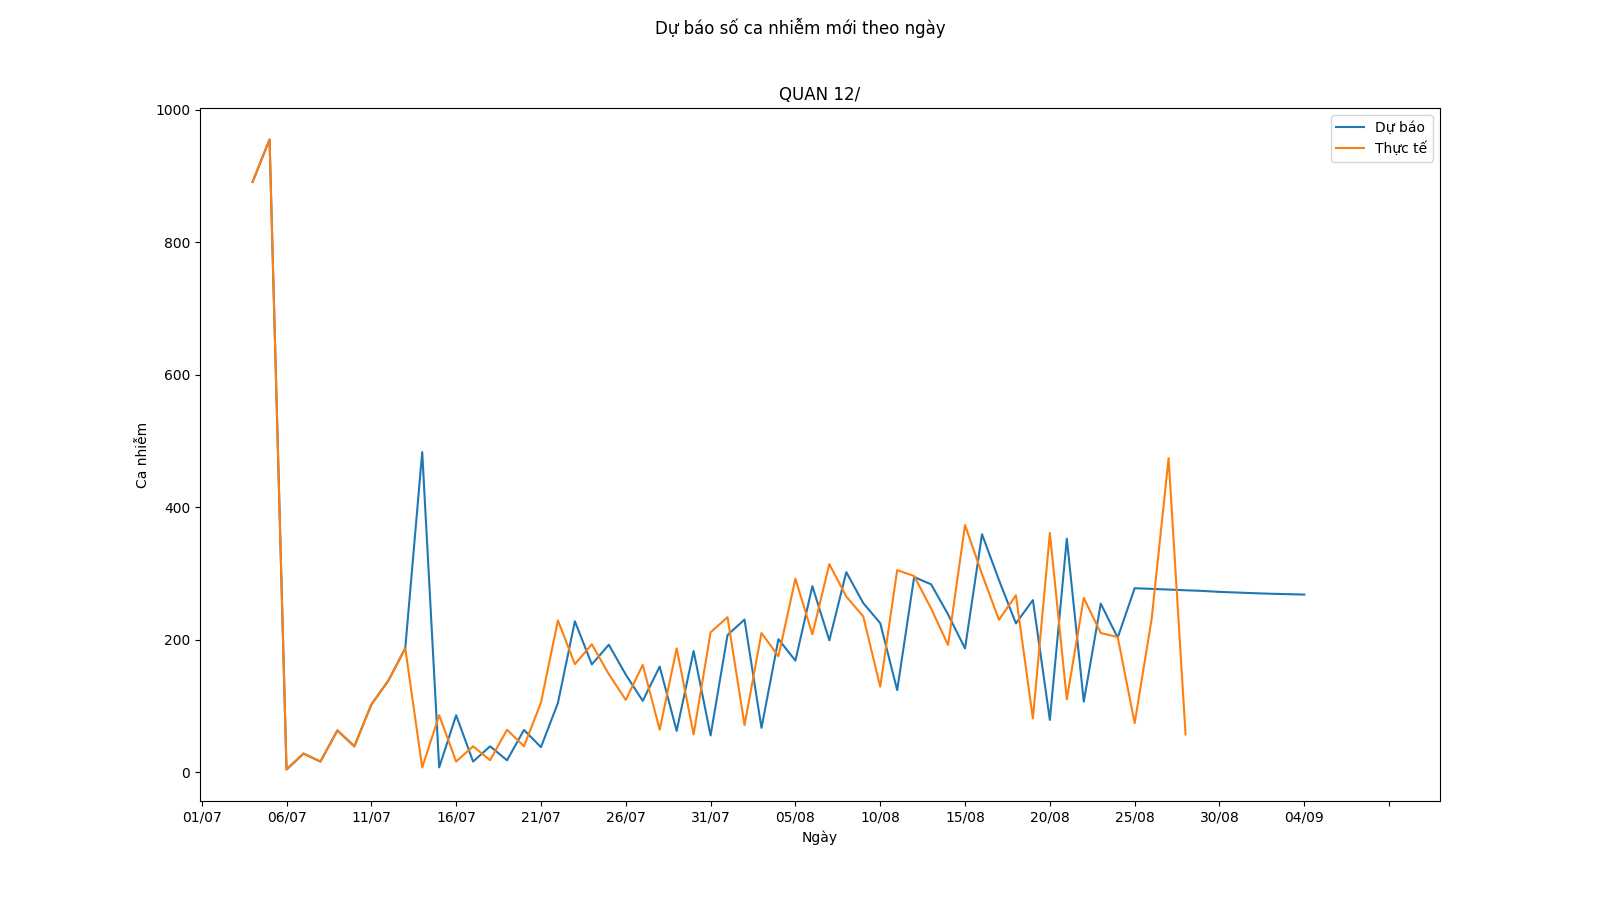 Dự báo số ca nhiễm mới theo ngày
QUAN 12/
1000
800
600
400
200
0
Ca nhiễm
Dự báo
Thực tế
01/07 06/07 11/07 16/07 21/07 26/07 31/07 05/08 10/08 15/08 20/08 25/08 30/08 04/09
Ngày